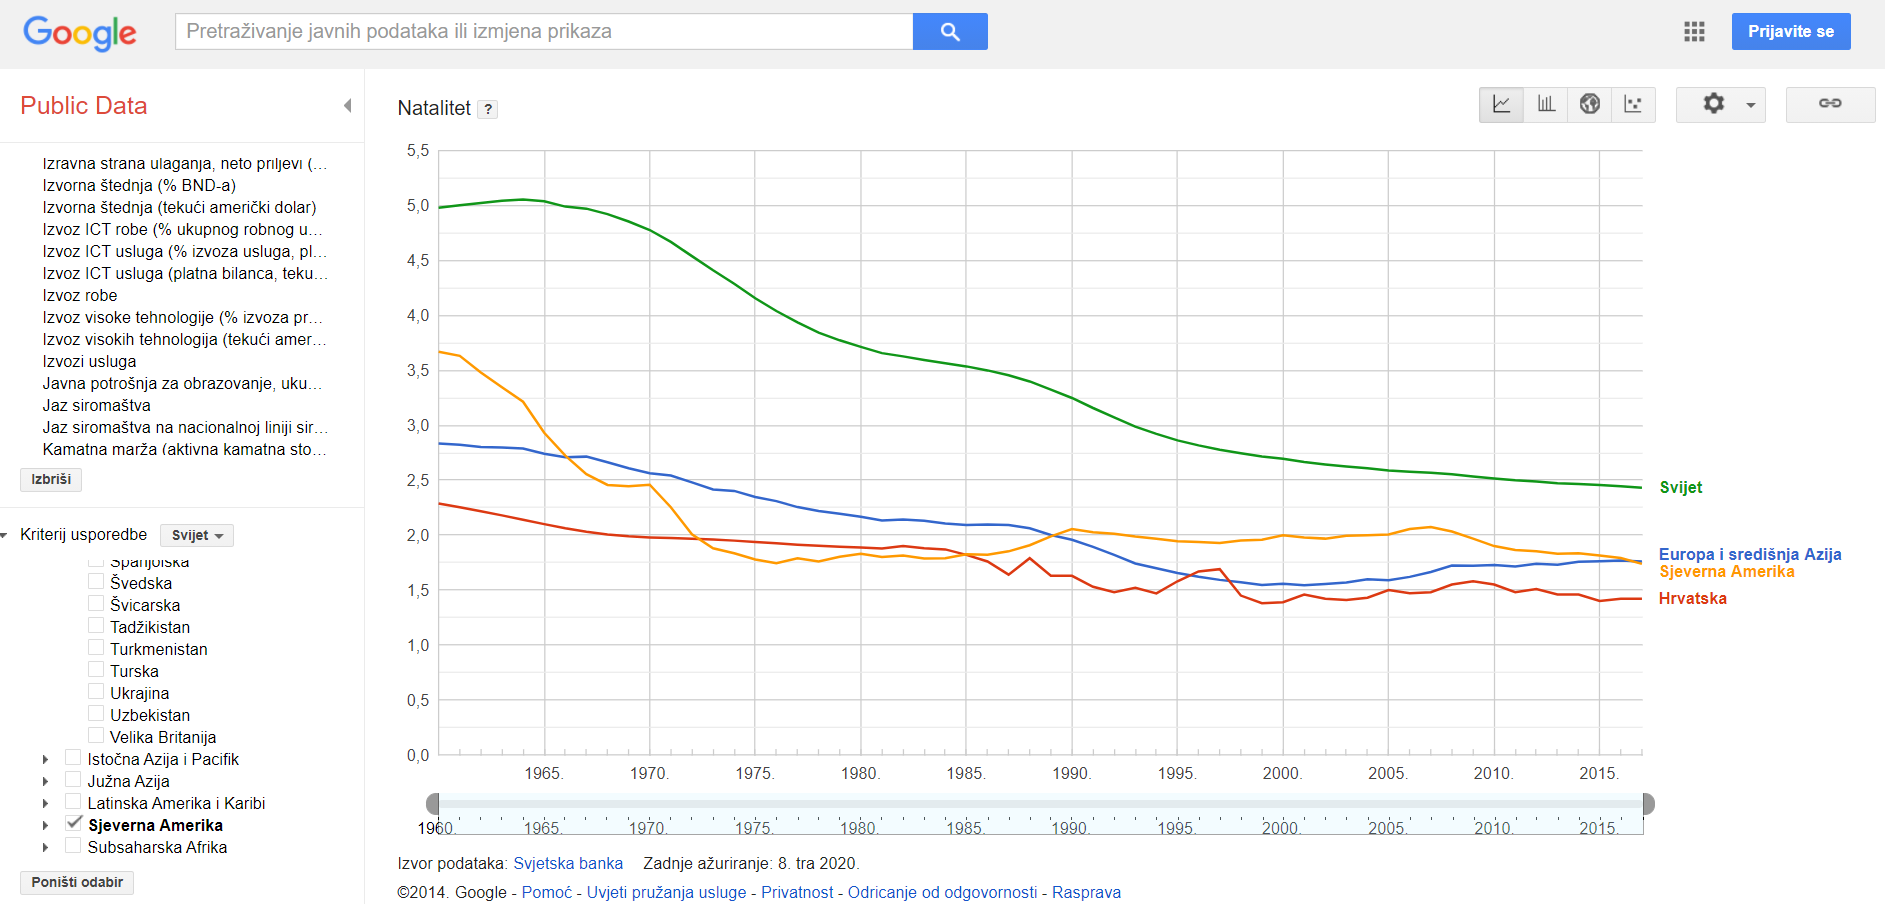 Google
Pretraživanje javnih podataka ili izmjena prikaza
Prijavite se
Public Data
Izravna strana ulaganja, neto priljevi (…
Izvorna štednja (% BND-a)
Izvorna štednja (tekući američki dolar)
Izvoz ICT robe (% ukupnog robnog u…
Izvoz ICT usluga (% izvoza usluga, pl…
Izvoz ICT usluga (platna bilanca, teku…
Izvoz robe
Izvoz visoke tehnologije (% izvoza pr…
Izvoz visokih tehnologija (tekući amer…
Izvozi usluga
Javna potrošnja za obrazovanje, uku…
Jaz siromaštva
Jaz siromaštva na nacionalnoj liniji sir…
Kamatna marža (aktivna kamatna sto…
Izbriši
Kriterij usporedbe Svijet
Španjolska
Švedska
Švicarska
Tadžikistan
Turkmenistan
Turska
Ukrajina
Uzbekistan
Velika Britanija
Istočna Azija i Pacifik
Južna Azija
Latinska Amerika i Karibi
Sjeverna Amerika
Subsaharska Afrika
Poništi odabir
Natalitet ?
5,5
5,0
4,5
4,0
3,5
3,0
2,5
2,0
1,5
1,0
0,5
0,0
Svijet
Europa i središnja Azija
Sjeverna Amerika
Hrvatska
1965. 1970. 1975. 1980. 1985. 1990. 1995. 2000. 2005. 2010. 2015.
1960. 1965. 1970. 1975. 1980. 1985. 1990. 1995. 2000. 2005. 2010. 2015.
Izvor podataka: Svjetska banka Zadnje ažuriranje: 8. tra 2020.
©2014. Google - Pomoć - Uvjeti pružanja usluge - Privatnost - Odricanje od odgovornosti - Rasprava